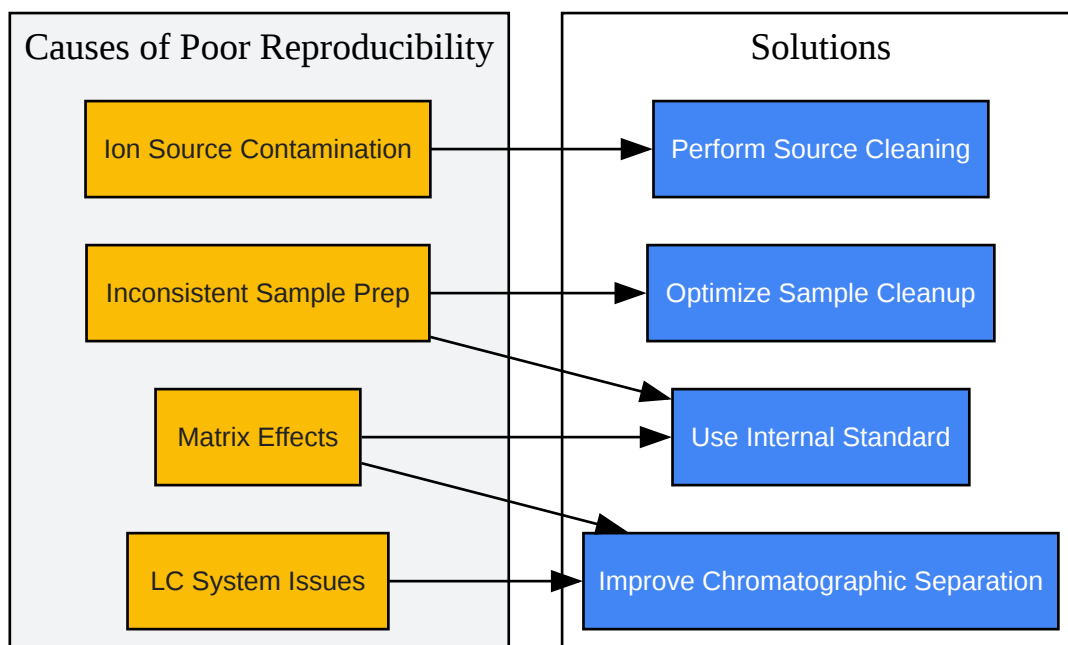 Causes of Poor Reproducibility
Ion Source Contamination
Inconsistent Sample Prep
Matrix Effects
LC System Issues
Solutions
Perform Source Cleaning
Optimize Sample Cleanup
Use Internal Standard
Improve Chromatographic Separation